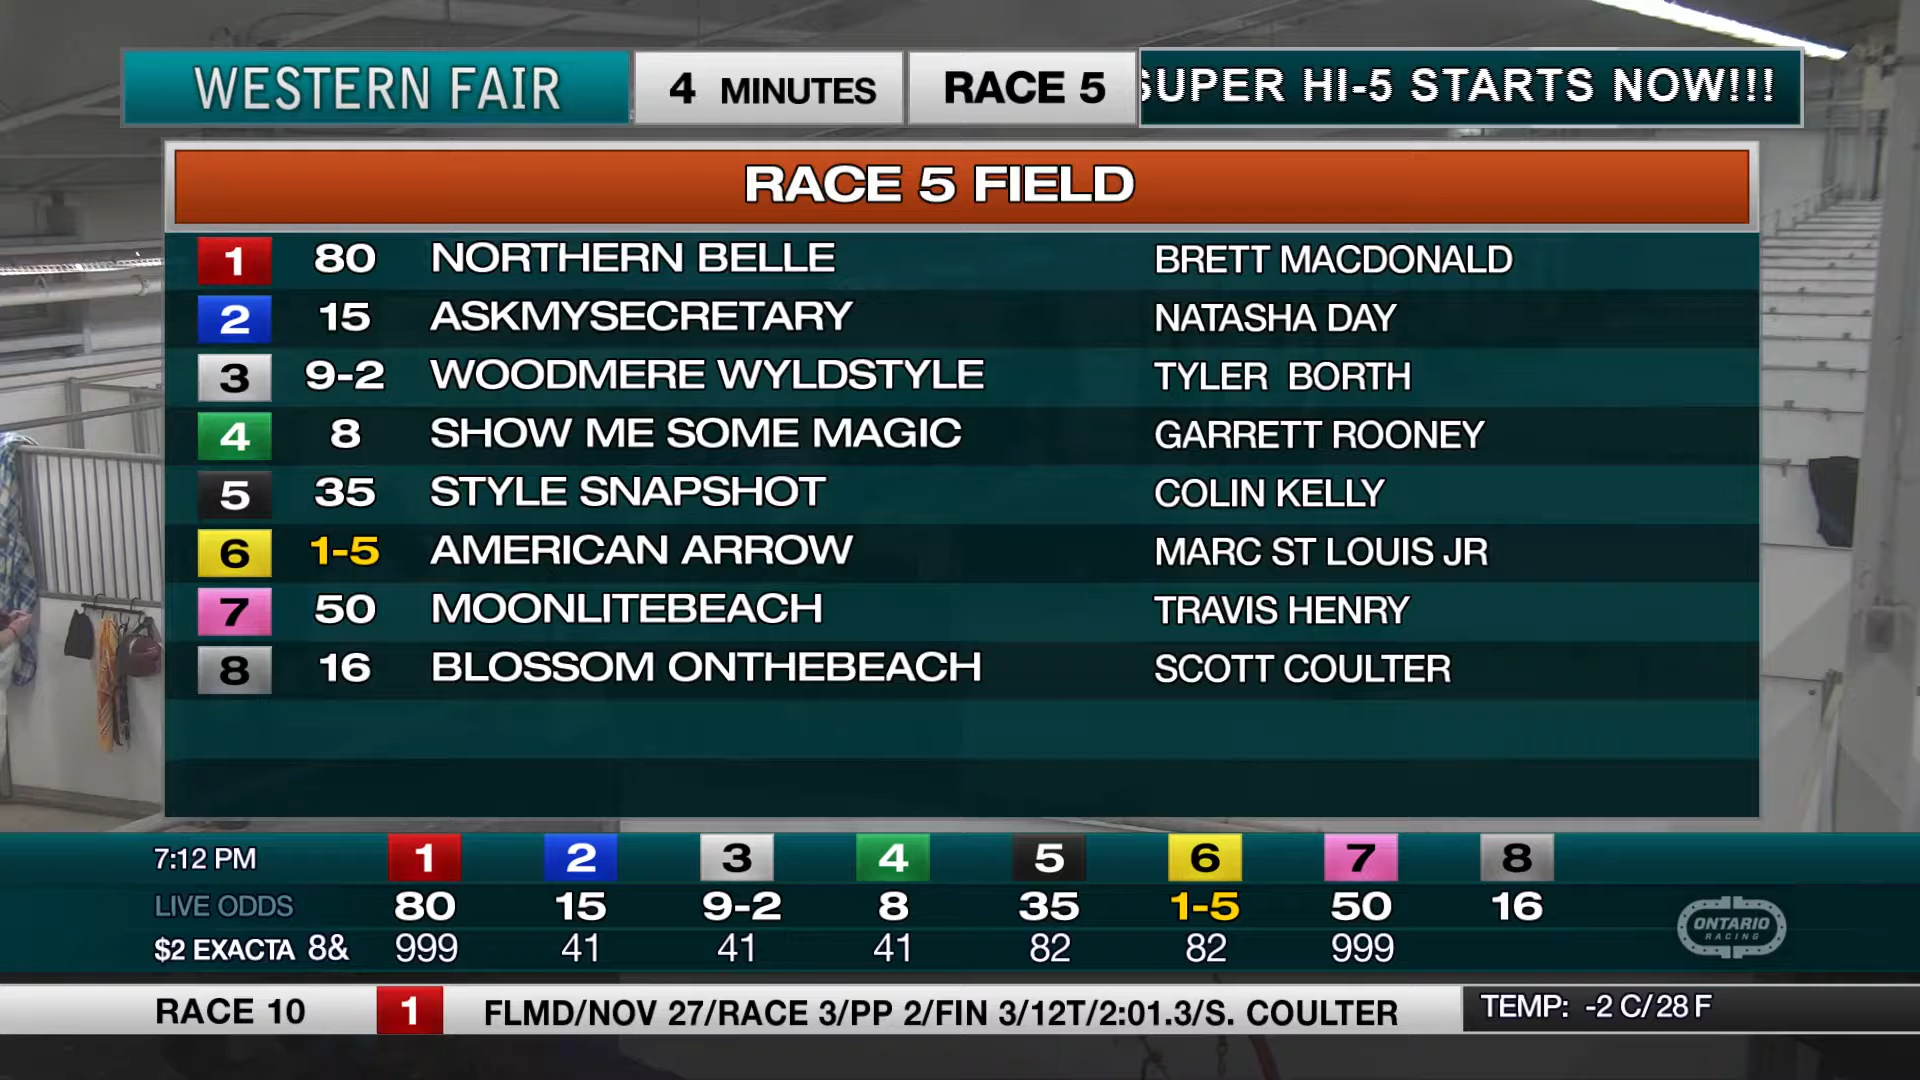 WESTERN FAIR 4 MINUTES RACE 5 SUPER HI-5 STARTS NOW!!!
RACE 5 FIELD
1 80 NORTHERN BELLE BRETT MACDONALD
2 15 ASKMYSECRETARY NATASHA DAY
3 9-2 WOODMERE WYLDSTYLE TYLER BORTH
4 8 SHOW ME SOME MAGIC GARRETT ROONEY
5 35 STYLE SNAPSHOT COLIN KELLY
6 1-5 AMERICAN ARROW MARC ST LOUIS JR
7 50 MOONLITEBEACH TRAVIS HENRY
8 16 BLOSSOM ONTHEBEACH SCOTT COULTER
7:12 PM 1 2 3 4 5 6 7 8
LIVE ODDS 80 15 9-2 8 35 1-5 50 16
$2 EXACTA 8& 999 41 41 41 82 82 999
ONTARIO
RACING
RACE 10 1 FLMD/NOV 27/RACE 3/PP 2/FIN 3/12T/2:01.3/S. COULTER TEMP: -2 C/28 F